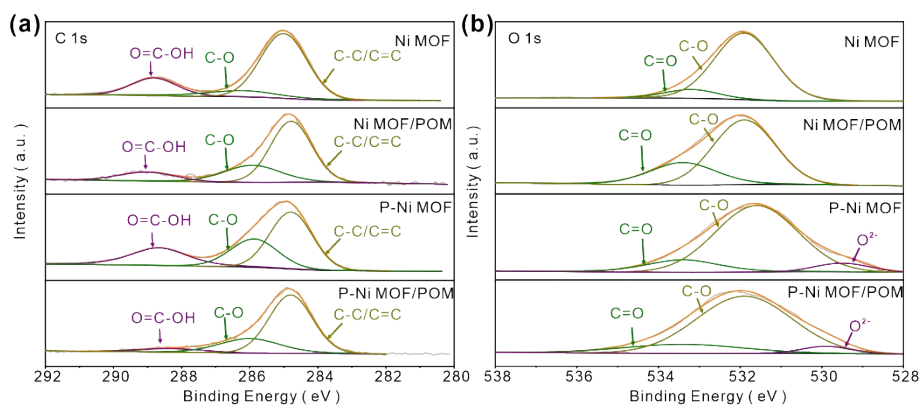 (a)
C 1s
Ni MOF
O=C-OH
C-O
C-C/C=C
Ni MOF/POM
O=C-OH
C-O
C-C/C=C
P-Ni MOF
O=C-OH
C-O
C-C/C=C
P-Ni MOF/POM
O=C-OH
C-O
C-C/C=C
Intensity ( a.u. )
292 290 288 286 284 282 280
Binding Energy ( eV )
(b)
O 1s
Ni MOF
C-O
C=O
Ni MOF/POM
C-O
C=O
P-Ni MOF
C-O
C=O
O²⁻
P-Ni MOF/POM
C-O
C=O
O²⁻
Intensity ( a.u. )
538 536 534 532 530 528
Binding Energy ( eV )